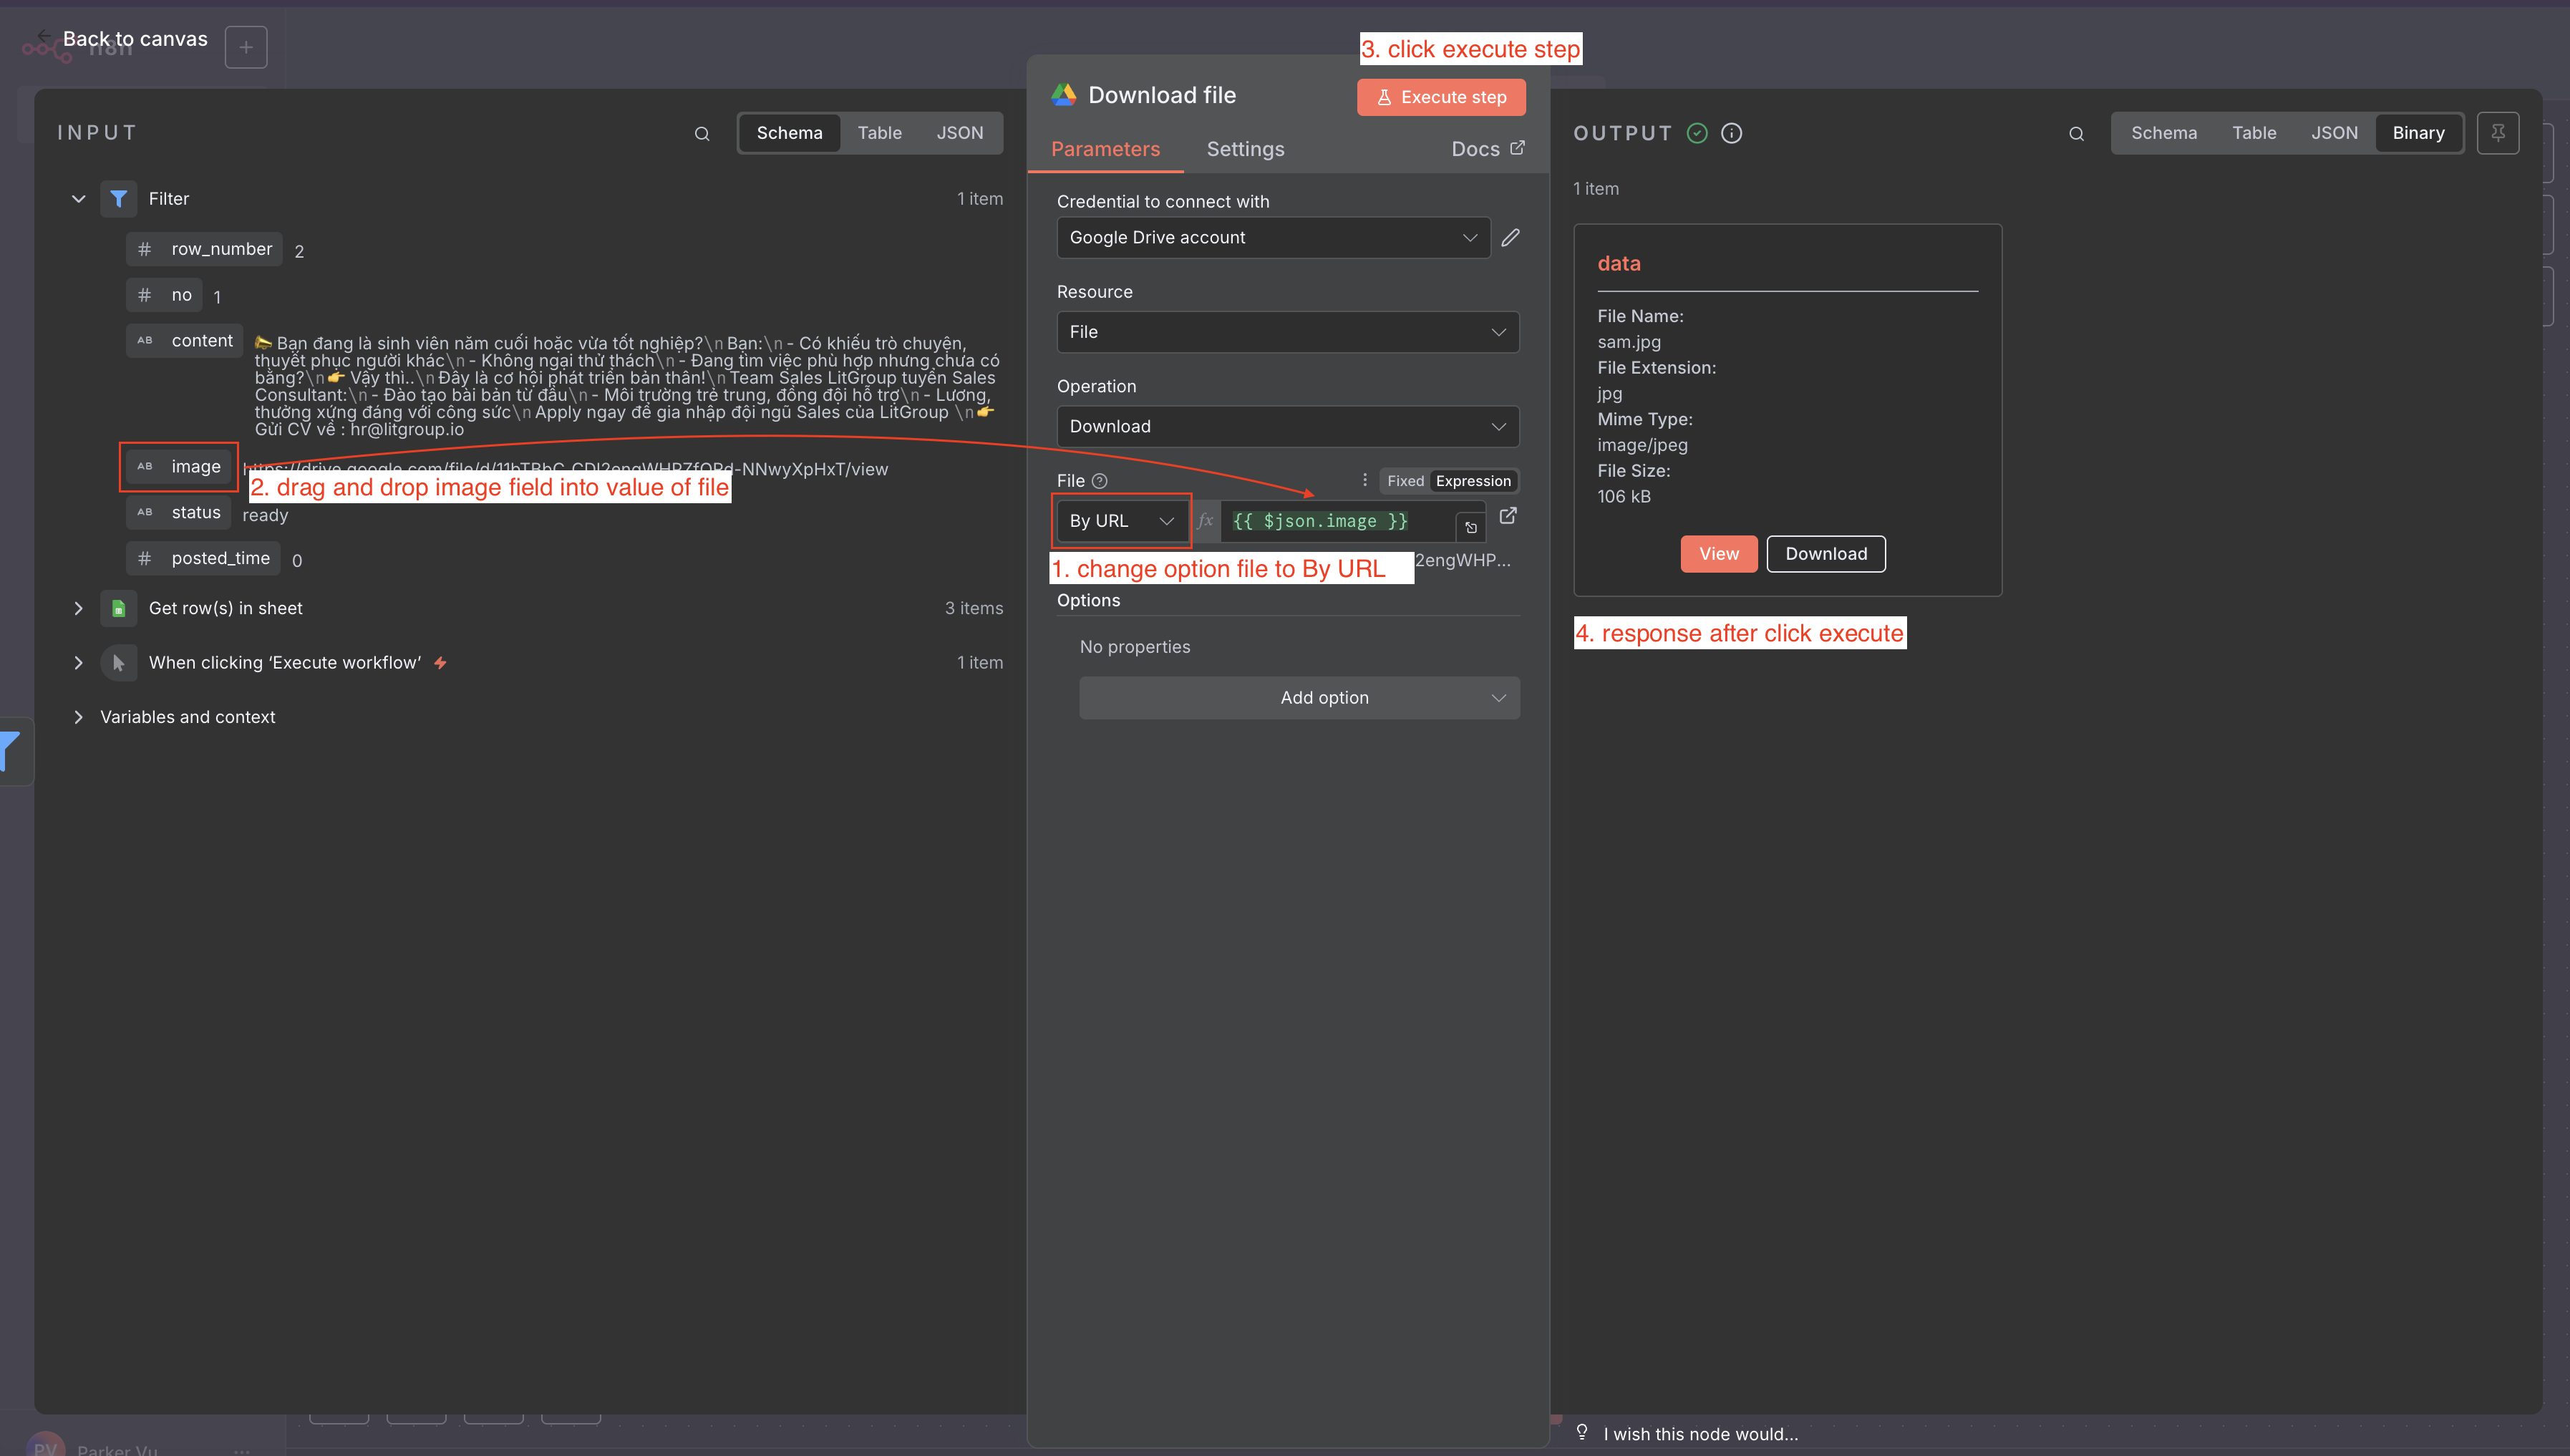 Back to canvas
n8n
3. click execute step
INPUT
Schema
Table
JSON
Filter
1 item
# row_number 2
# no 1
AB content
📣 Bạn đang là sinh viên năm cuối hoặc vừa tốt nghiệp?\n Bạn:\n - Có khiếu trò chuyện,
thuyết phục người khác\n - Không ngại thử thách\n - Đang tìm việc phù hợp nhưng chưa có
bằng?\n 👉 Vậy thì..\n Đây là cơ hội phát triển bản thân!\n Team Sales LitGroup tuyển Sales
Consultant:\n - Đào tạo bài bản từ đầu\n - Môi trường trẻ trung, đồng đội hỗ trợ\n - Lương,
thưởng xứng đáng với công sức\n Apply ngay để gia nhập đội ngũ Sales của LitGroup \n 👉
Gửi CV về : hr@litgroup.io
AB image
-NNwyXpHxT/view
2. drag and drop image field into value of file
AB status ready
# posted_time 0
Get row(s) in sheet
3 items
When clicking ‘Execute workflow’
1 item
Variables and context
Download file
Execute step
Parameters
Settings
Docs
Credential to connect with
Google Drive account
Resource
File
Operation
Download
File
Fixed
Expression
By URL
fx
{{ $json.image }}
1. change option file to By URL
2engWHP...
Options
No properties
Add option
OUTPUT
Schema
Table
JSON
Binary
1 item
data
File Name:
sam.jpg
File Extension:
jpg
Mime Type:
image/jpeg
File Size:
106 kB
View
Download
4. response after click execute
PV
Parker Vu
I wish this node would...